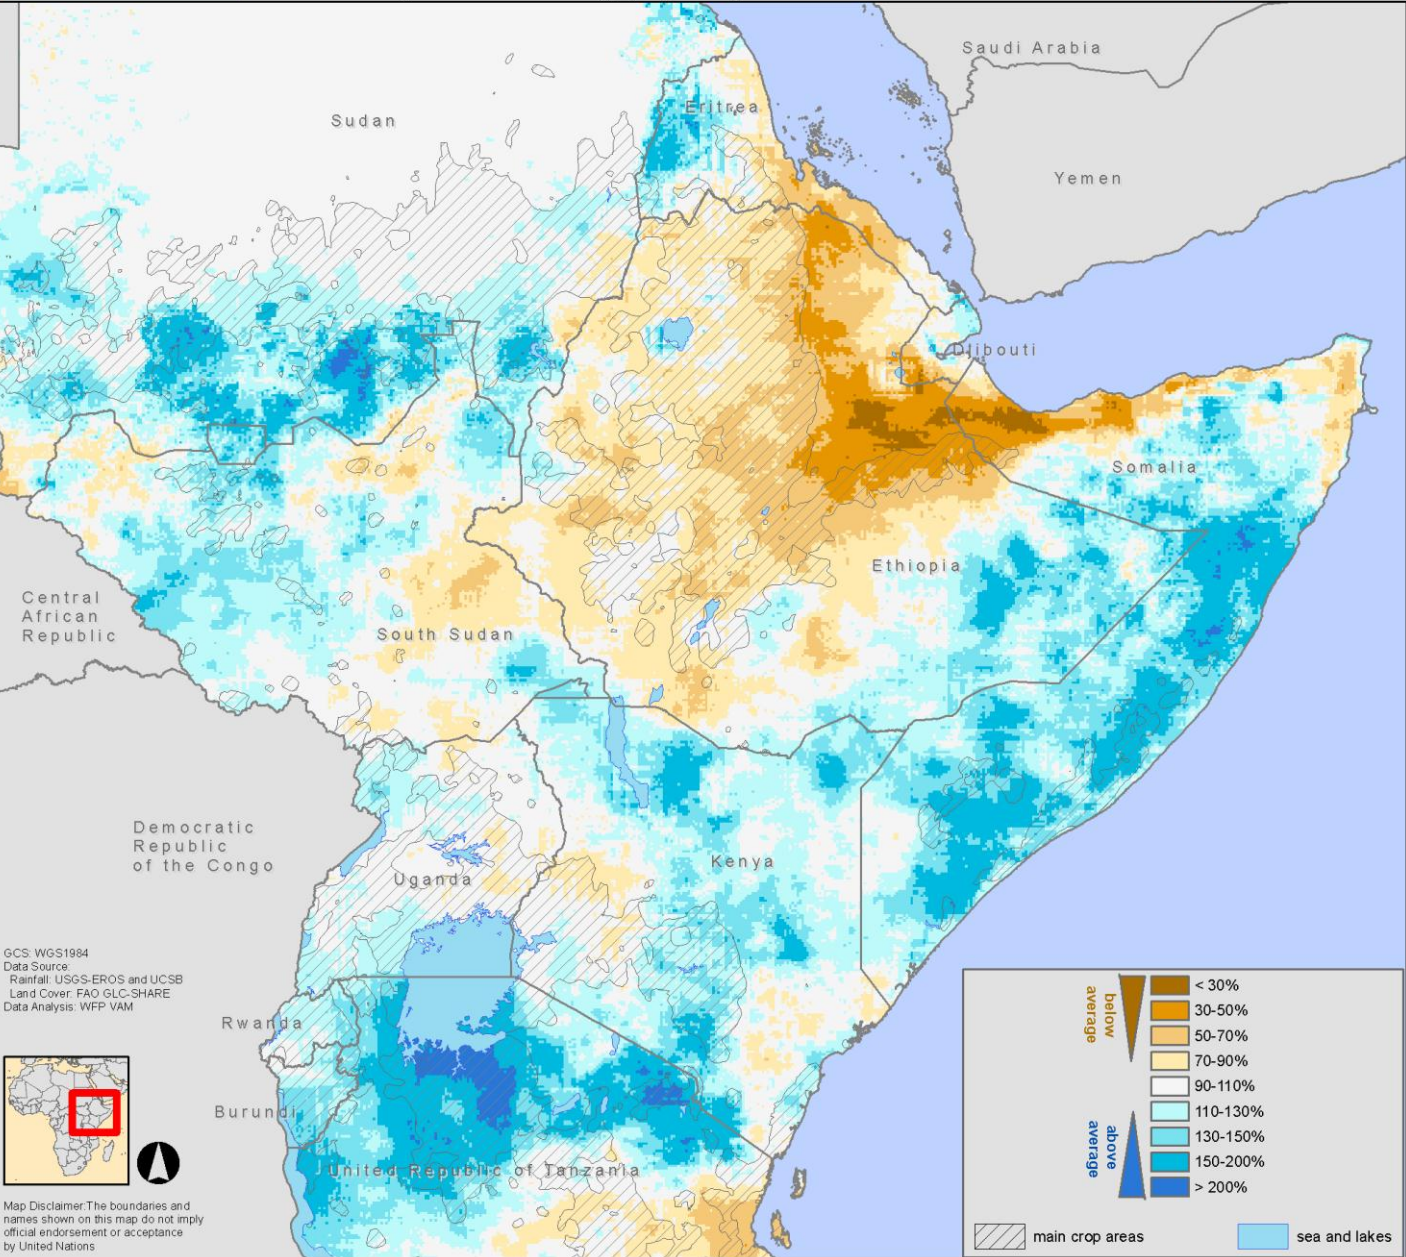 Saudi Arabia
Sudan
Eritrea
Yemen
Djibouti
Somalia
Ethiopia
Central
African
Republic
South Sudan
Democratic
Republic
of the Congo
Kenya
Uganda
GCS: WGS1984
Data Source:
Rainfall: USGS-EROS and UCSB
Land Cover: FAO GLC-SHARE
Data Analysis: WFP VAM
Rwanda
Burundi
United Republic of Tanzania
Map Disclaimer:The boundaries and
names shown on this map do not imply
official endorsement or acceptance
by United Nations
below
average
above
average
< 30%
30-50%
50-70%
70-90%
90-110%
110-130%
130-150%
150-200%
> 200%
main crop areas
sea and lakes